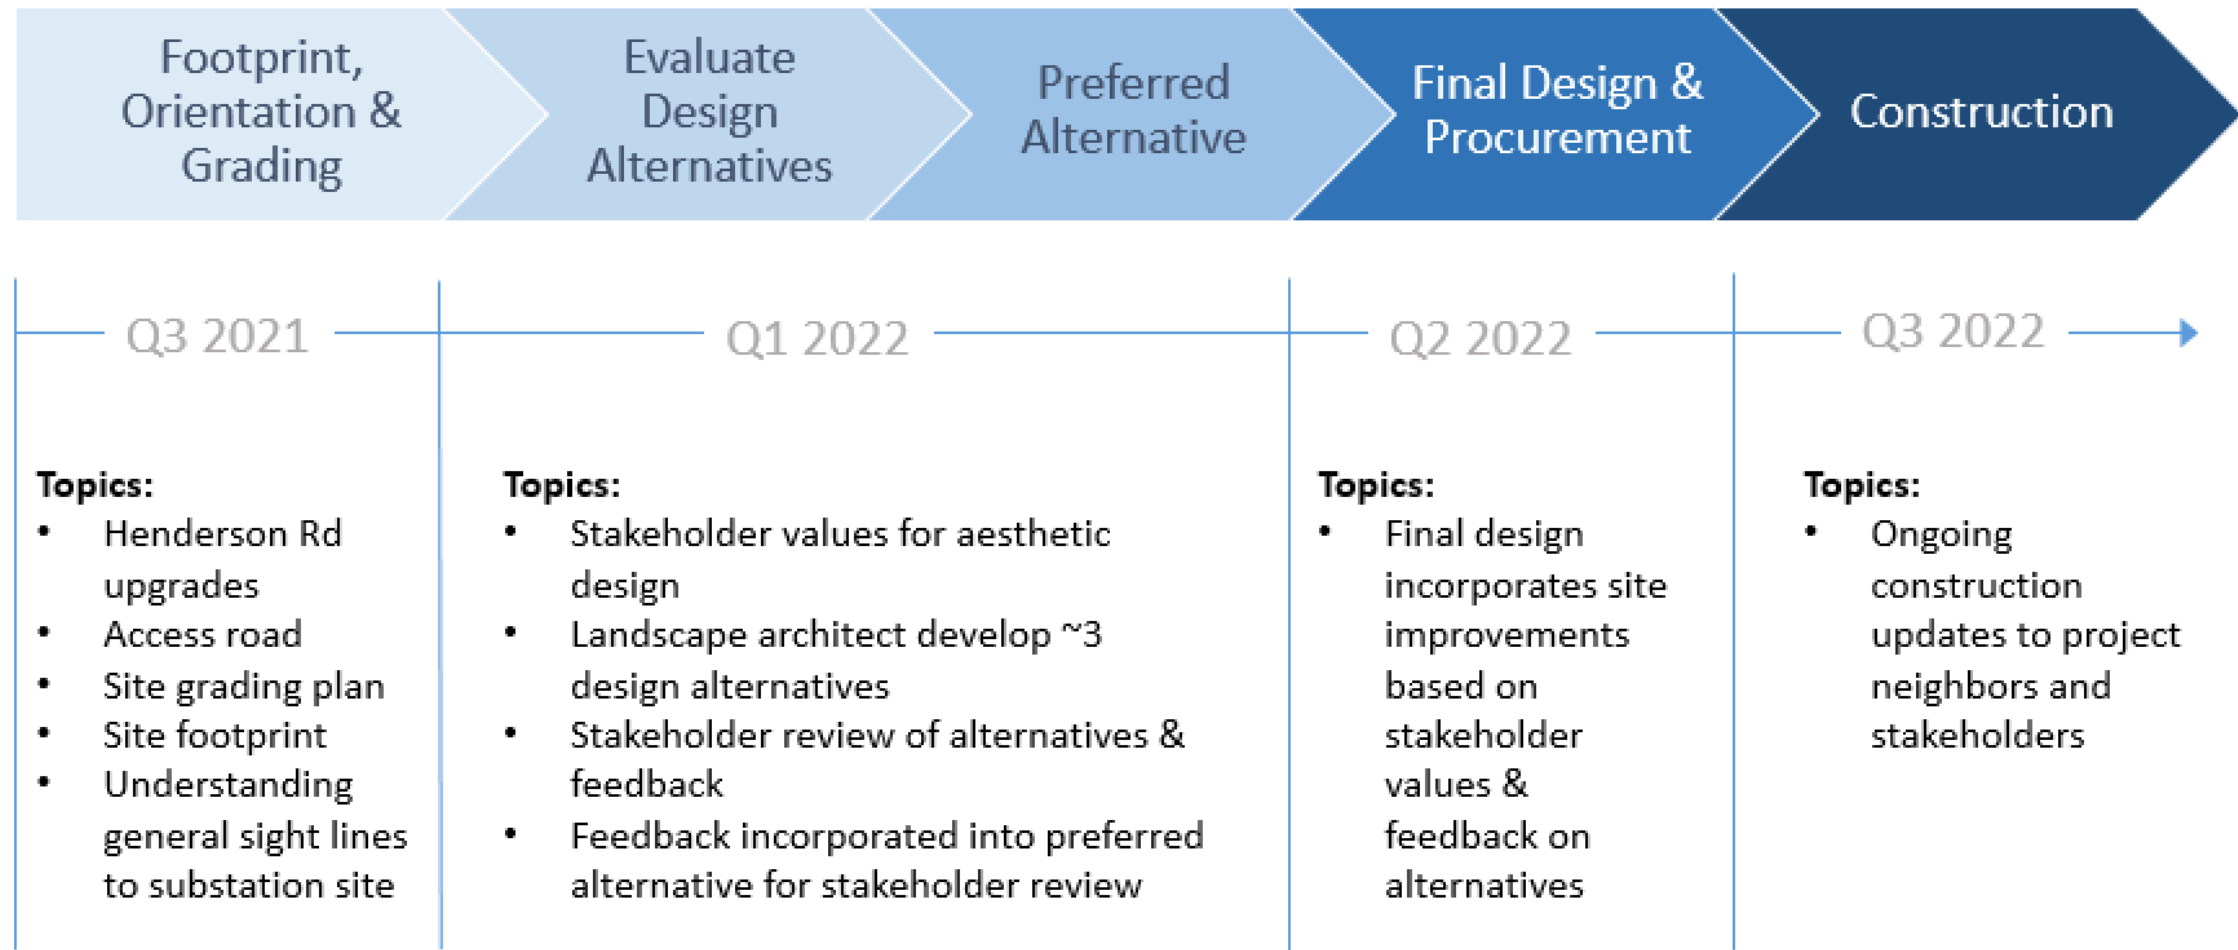 Footprint,
Orientation &
Grading
Evaluate
Design
Alternatives
Preferred
Alternative
Final Design &
Procurement
Construction
Q3 2021
Q1 2022
Q2 2022
Q3 2022
Topics:
• Henderson Rd
upgrades
• Access road
• Site grading plan
• Site footprint
• Understanding
general sight lines
to substation site
Topics:
• Stakeholder values for aesthetic
design
• Landscape architect develop ~3
design alternatives
• Stakeholder review of alternatives &
feedback
• Feedback incorporated into preferred
alternative for stakeholder review
Topics:
• Final design
incorporates site
improvements
based on
stakeholder
values &
feedback on
alternatives
Topics:
• Ongoing
construction
updates to project
neighbors and
stakeholders